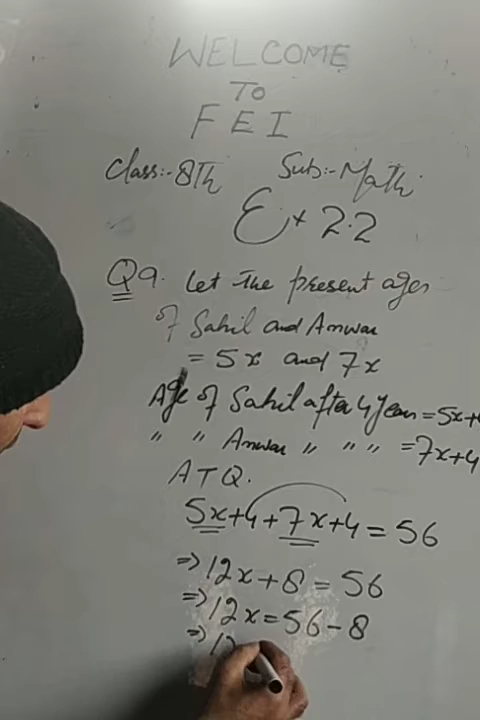 WELCOME
TO
FEI
Class:- 8Th Sub:- Math
Ex 2.2
Q9. Let the present ages
of Sahil and Anwar
= 5x and 7x
Age of Sahil after 4 year = 5x+4
" " Anwar " " " = 7x+4
ATQ.
5x+4+7x+4=56
⇒ 12x+8=56
⇒ 12x=56-8
⇒ 12